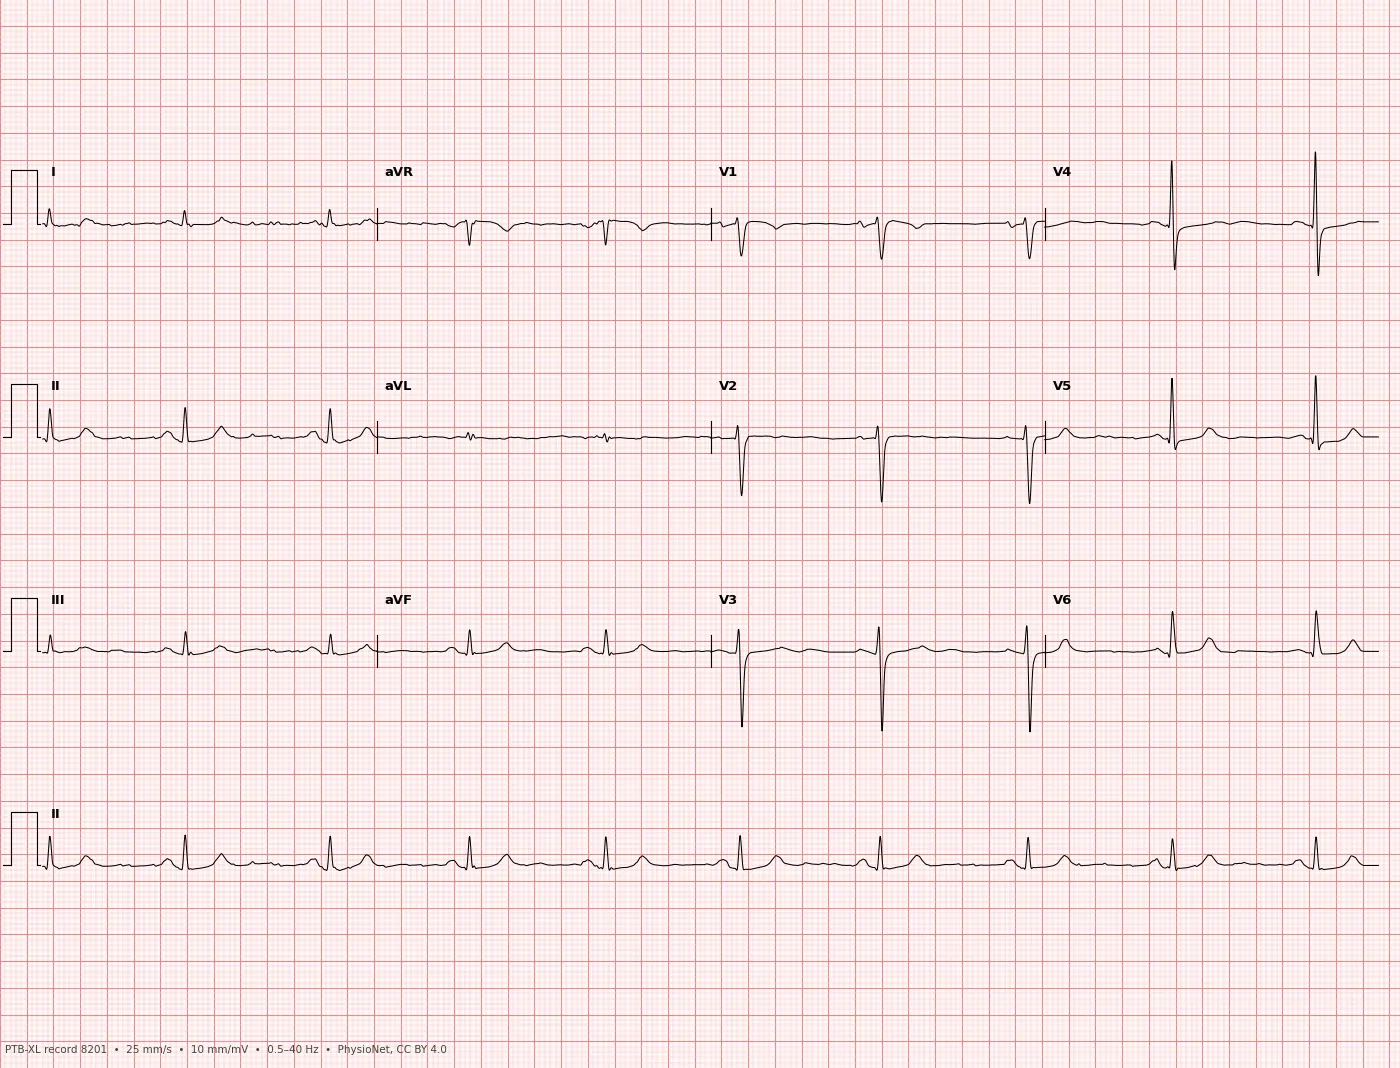 I aVR V1 V4
II aVL V2 V5
III aVF V3 V6
II
PTB-XL record 8201 • 25 mm/s • 10 mm/mV • 0.5–40 Hz • PhysioNet, CC BY 4.0